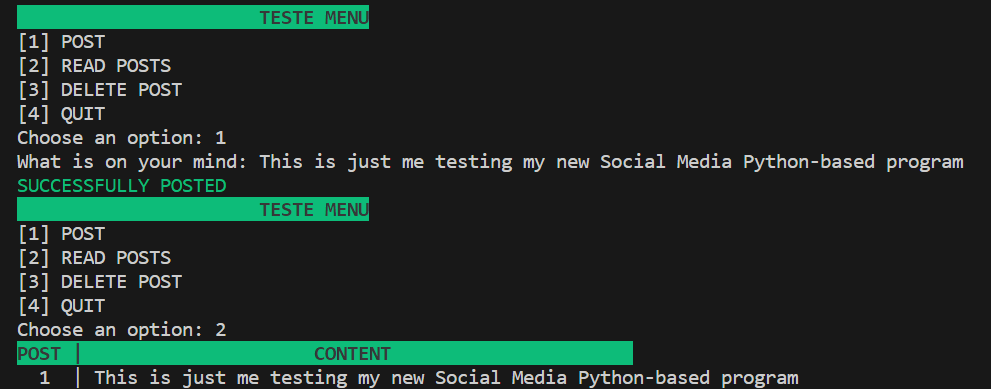 TESTE MENU
[1] POST
[2] READ POSTS
[3] DELETE POST
[4] QUIT
Choose an option: 1
What is on your mind: This is just me testing my new Social Media Python-based program
SUCCESSFULLY POSTED
TESTE MENU
[1] POST
[2] READ POSTS
[3] DELETE POST
[4] QUIT
Choose an option: 2
POST | CONTENT
1 | This is just me testing my new Social Media Python-based program